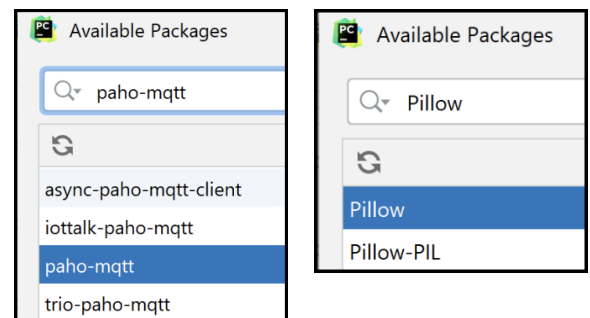 PC Available Packages
paho-mqtt
async-paho-mqtt-client
iottalk-paho-mqtt
paho-mqtt
trio-paho-mqtt
PC Available Packages
Pillow
Pillow
Pillow-PIL